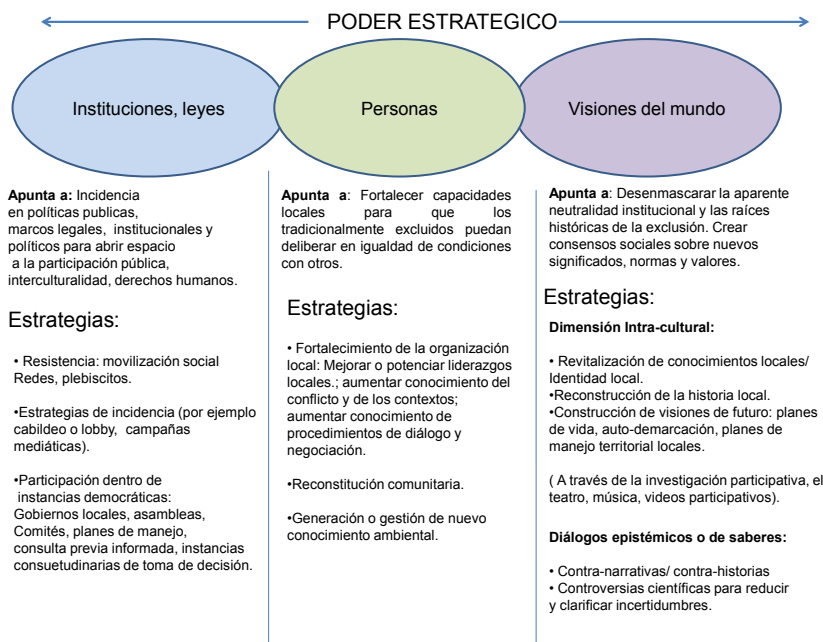 PODER ESTRATEGICO
Instituciones, leyes
Personas
Visiones del mundo
Apunta a: Incidencia
en políticas publicas,
marcos legales, institucionales y
políticos para abrir espacio
a la participación pública,
interculturalidad, derechos humanos.
Estrategias:
• Resistencia: movilización social
Redes, plebiscitos.
•Estrategias de incidencia (por ejemplo
cabildeo o lobby, campañas
mediáticas).
•Participación dentro de
instancias democráticas:
Gobiernos locales, asambleas,
Comités, planes de manejo,
consulta previa informada, instancias
consuetudinarias de toma de decisión.
Apunta a: Fortalecer capacidades
locales para que los
tradicionalmente excluidos puedan
deliberar en igualdad de condiciones
con otros.
Estrategias:
• Fortalecimiento de la organización
local: Mejorar o potenciar liderazgos
locales.; aumentar conocimiento del
conflicto y de los contextos;
aumentar conocimiento de
procedimientos de diálogo y
negociación.
•Reconstitución comunitaria.
•Generación o gestión de nuevo
conocimiento ambiental.
Apunta a: Desenmascarar la aparente
neutralidad institucional y las raíces
históricas de la exclusión. Crear
consensos sociales sobre nuevos
significados, normas y valores.
Estrategias:
Dimensión Intra-cultural:
• Revitalización de conocimientos locales/
Identidad local.
•Reconstrucción de la historia local.
•Construcción de visiones de futuro: planes
de vida, auto-demarcación, planes de
manejo territorial locales.
( A través de la investigación participativa, el
teatro, música, videos participativos).
Diálogos epistémicos o de saberes:
• Contra-narrativas/ contra-historias
• Controversias científicas para reducir
y clarificar incertidumbres.